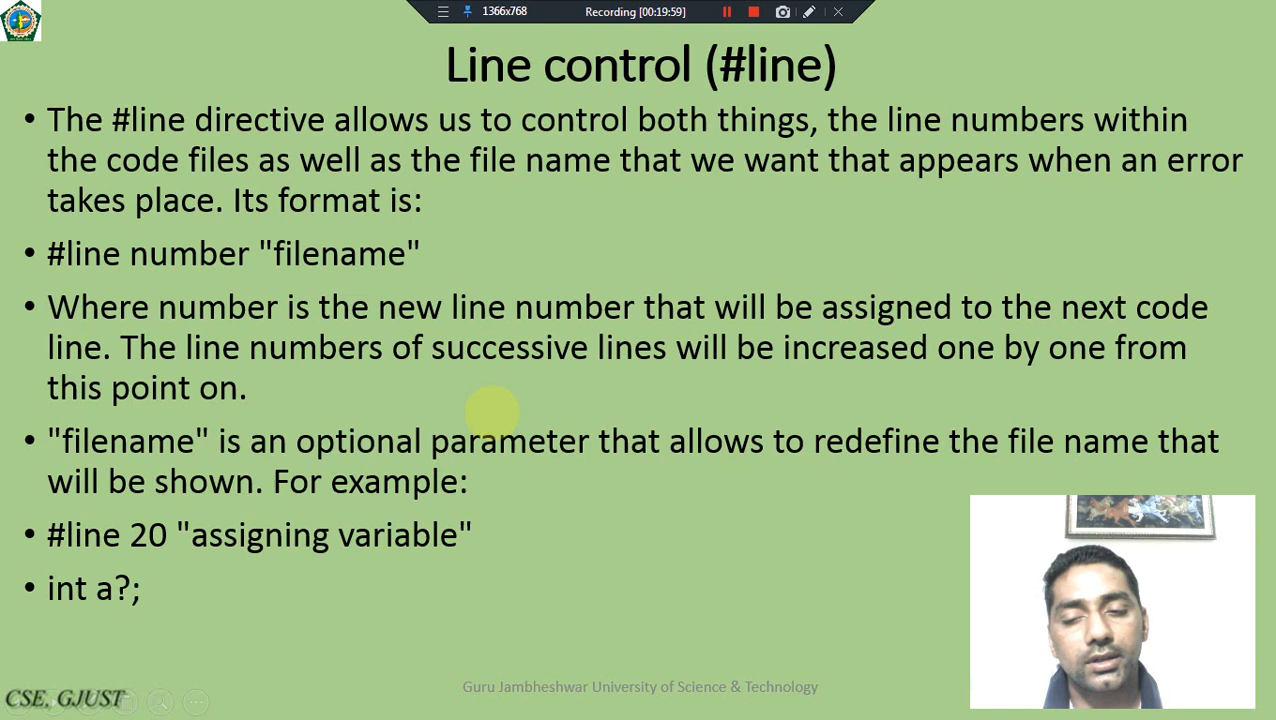 1366x768 Recording [00:19:59]
Line control (#line)
• The #line directive allows us to control both things, the line numbers within
the code files as well as the file name that we want that appears when an error
takes place. Its format is:
• #line number "filename"
• Where number is the new line number that will be assigned to the next code
line. The line numbers of successive lines will be increased one by one from
this point on.
• "filename" is an optional parameter that allows to redefine the file name that
will be shown. For example:
• #line 20 "assigning variable"
• int a?;
Guru Jambheshwar University of Science & Technology
CSE, GJUST